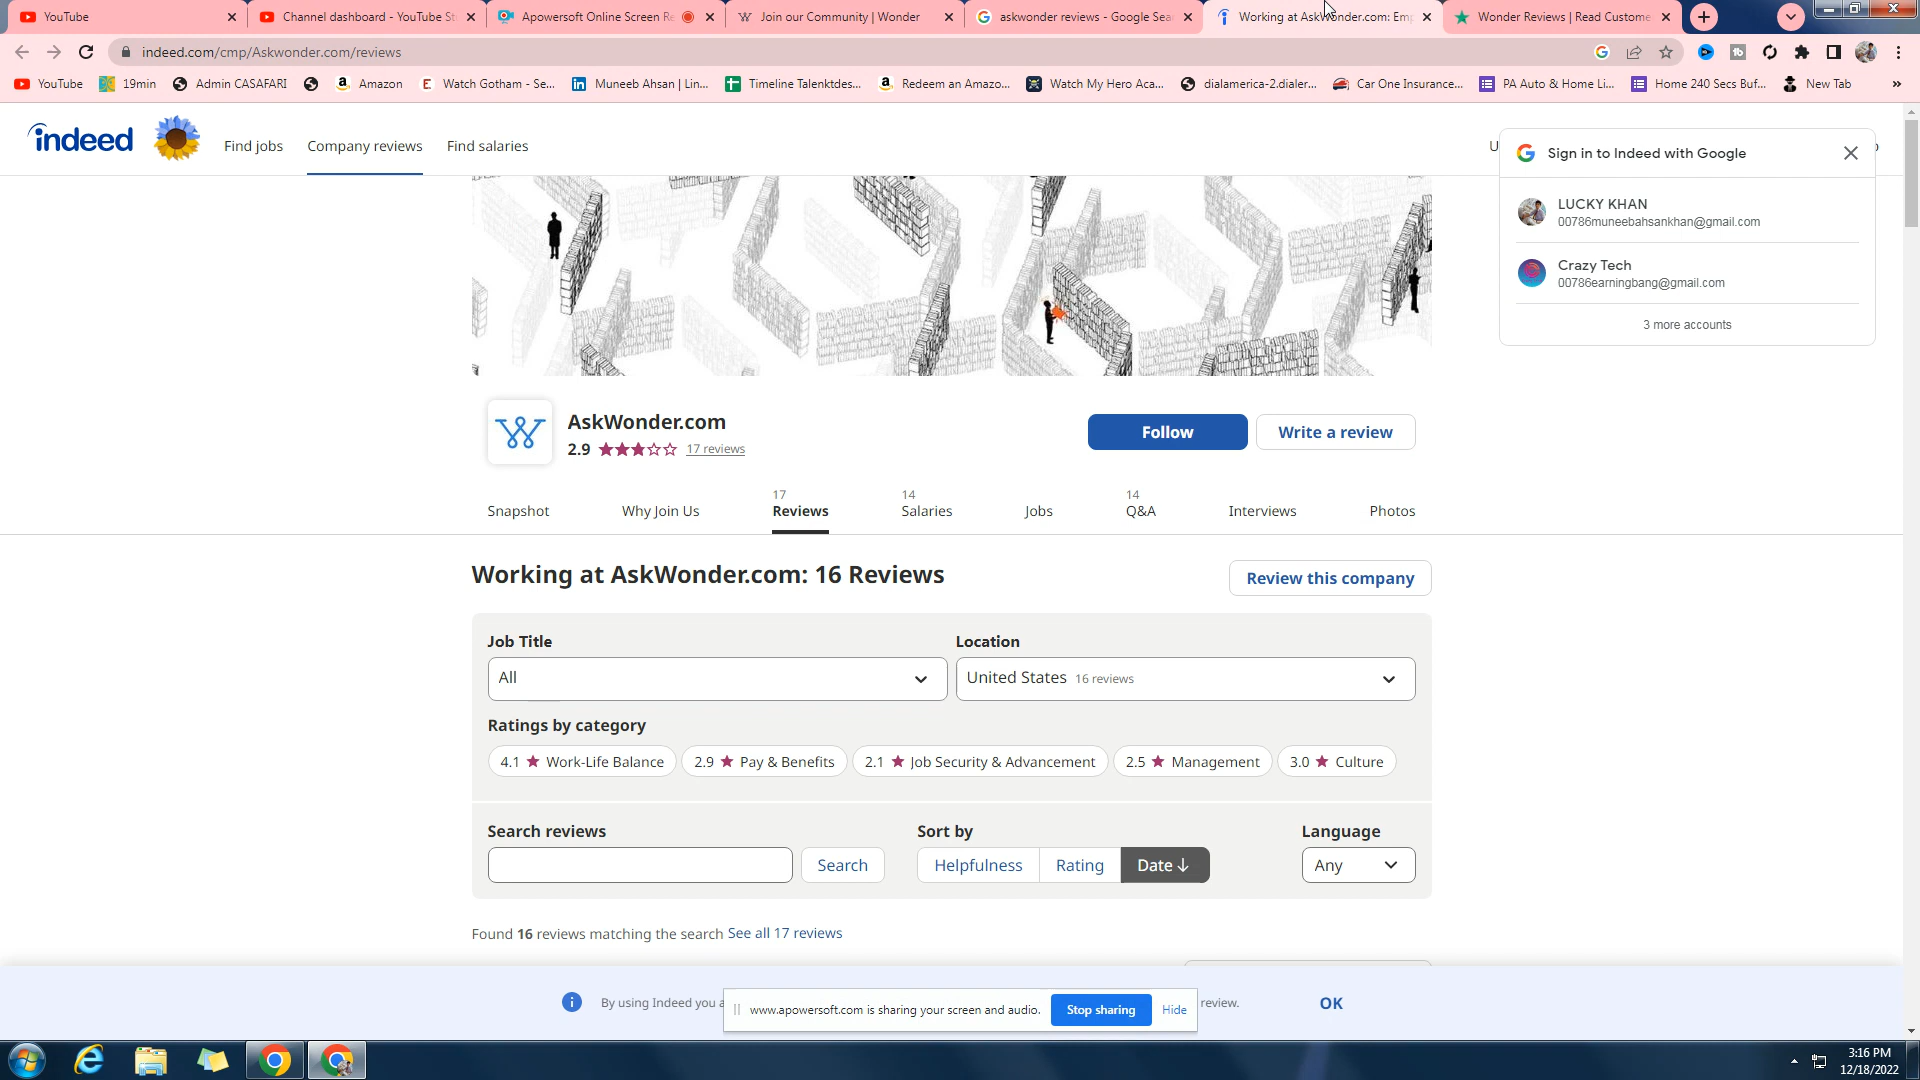 YouTube
Channel dashboard - YouTube St
Apowersoft Online Screen Re
Join our Community | Wonder
askwonder reviews - Google Sea
Working at AskWonder.com: Emp
Wonder Reviews | Read Custome
indeed.com/cmp/Askwonder.com/reviews
YouTube
19min
Admin CASAFARI
Amazon
Watch Gotham - Se...
Muneeb Ahsan | Lin...
Timeline Talenktdes...
Redeem an Amazo...
Watch My Hero Aca...
dialamerica-2.dialer...
Car One Insurance...
PA Auto & Home Li...
Home 240 Secs Buf...
New Tab
»
indeed
Find jobs
Company reviews
Find salaries
Sign in to Indeed with Google
LUCKY KHAN
00786muneebahsankhan@gmail.com
Crazy Tech
00786earningbang@gmail.com
3 more accounts
AskWonder.com
2.9 17 reviews
Follow
Write a review
Snapshot
Why Join Us
17
Reviews
14
Salaries
Jobs
14
Q&A
Interviews
Photos
Working at AskWonder.com: 16 Reviews
Review this company
Job Title
All
Location
United States 16 reviews
Ratings by category
4.1 ★ Work-Life Balance
2.9 ★ Pay & Benefits
2.1 ★ Job Security & Advancement
2.5 ★ Management
3.0 ★ Culture
Search reviews
Search
Sort by
Helpfulness
Rating
Date ↓
Language
Any
Found 16 reviews matching the search See all 17 reviews
By using Indeed you a
review.
OK
www.apowersoft.com is sharing your screen and audio.
Stop sharing
Hide
3:16 PM
12/18/2022